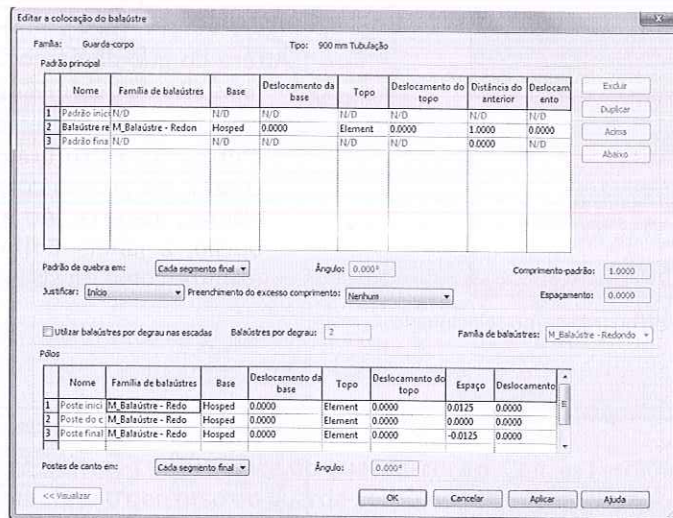 Editar a colocação do balaústre
Família: Guarda-corpo Tipo: 900 mm Tubulação
Padrão principal
Nome Família de balaústres Base Deslocamento da base Topo Deslocamento do topo Distância do anterior Deslocam ento
1 Padrão inici N/D N/D N/D N/D N/D N/D N/D
2 Balaústre re M_Balaústre - Redon Hosped 0.0000 Element 0.0000 1.0000 0.0000
3 Padrão fina N/D N/D N/D N/D N/D 0.0000 N/D
Excluir
Duplicar
Acima
Abaixo
Padrão de quebra em: Cada segmento final Ângulo: 0.000° Comprimento-padrão: 1.0000
Justificar: Início Preenchimento do excesso comprimento: Nenhum Espaçamento: 0.0000
Utilizar balaústres por degrau nas escadas Balaústres por degrau: 2 Família de balaústres: M_Balaústre - Redondo
Pólos
Nome Família de balaústres Base Deslocamento da base Topo Deslocamento do topo Espaço Deslocamento
1 Poste inici M_Balaústre - Redo Hosped 0.0000 Element 0.0000 0.0125 0.0000
2 Poste do c M_Balaústre - Redo Hosped 0.0000 Element 0.0000 0.0000 0.0000
3 Poste final M_Balaústre - Redo Hosped 0.0000 Element 0.0000 -0.0125 0.0000
Postes de canto em: Cada segmento final Ângulo: 0.000°
<< Visualizar OK Cancelar Aplicar Ajuda